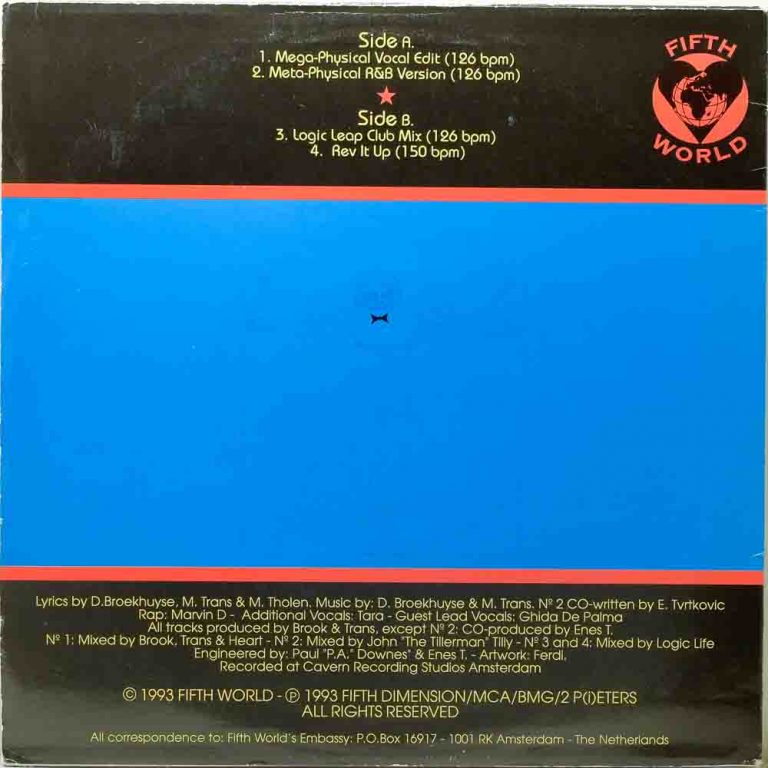 Side A.
1. Mega-Physical Vocal Edit (126 bpm)
2. Meta-Physical R&B Version (126 bpm)
Side B.
3. Logic Leap Club Mix (126 bpm)
4. Rev It Up (150 bpm)
FIFTH
WORLD
Lyrics by D.Broekhuyse, M. Trans & M. Tholen. Music by: D. Broekhuyse & M. Trans. Nº 2 CO-written by E. Tvrtkovic
Rap: Marvin D - Additional Vocals: Tara - Guest Lead Vocals: Ghida De Palma
All tracks produced by Brook & Trans, except Nº 2: CO-produced by Enes T.
Nº 1: Mixed by Brook, Trans & Heart - Nº 2: Mixed by John "The Tillerman" Tilly - Nº 3 and 4: Mixed by Logic Life
Engineered by: Paul "P.A." Downes" & Enes T. - Artwork: Ferdi.
Recorded at Cavern Recording Studios Amsterdam
© 1993 FIFTH WORLD - ℗ 1993 FIFTH DIMENSION/MCA/BMG/2 P(i)ETERS
ALL RIGHTS RESERVED
All correspondence to: Fifth World's Embassy: P.O.Box 16917 - 1001 RK Amsterdam - The Netherlands